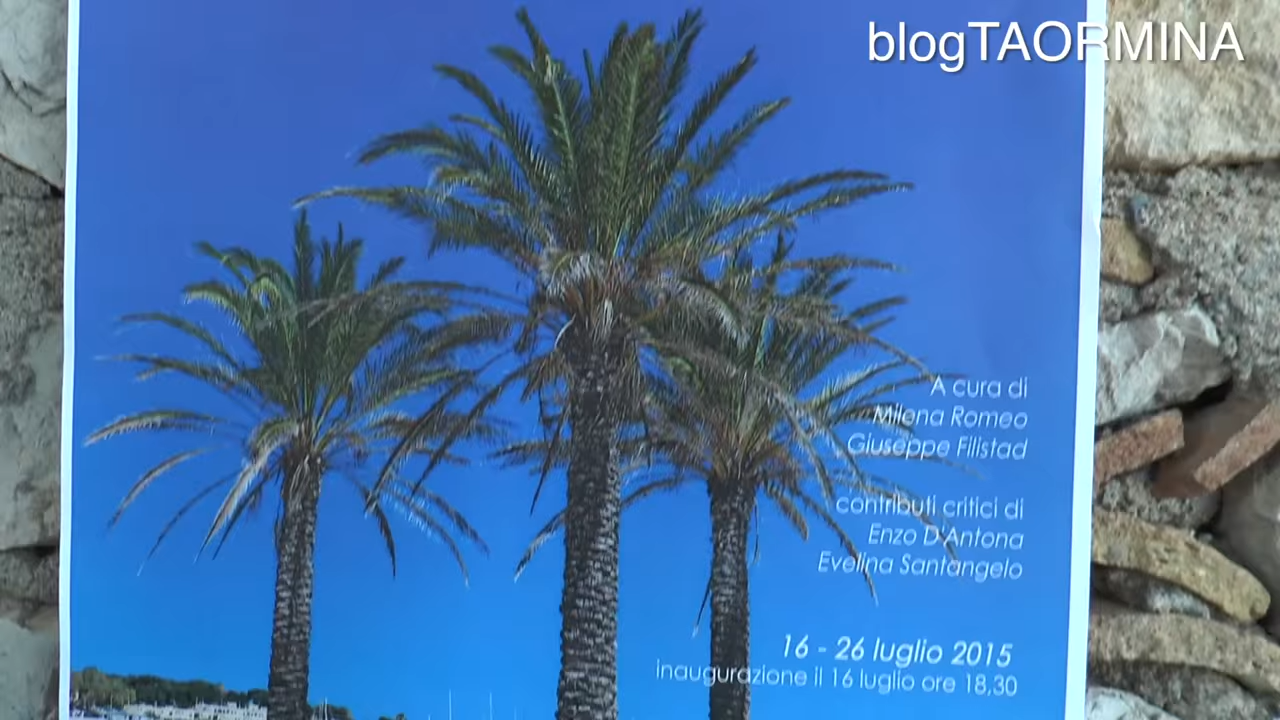 blogTAORMINA
A cura di
Milena Romeo
Giuseppe Filistad
contributi critici di
Enzo D'Antona
Evelina Santangelo
16 - 26 luglio 2015
inaugurazione il 16 luglio ore 18,30